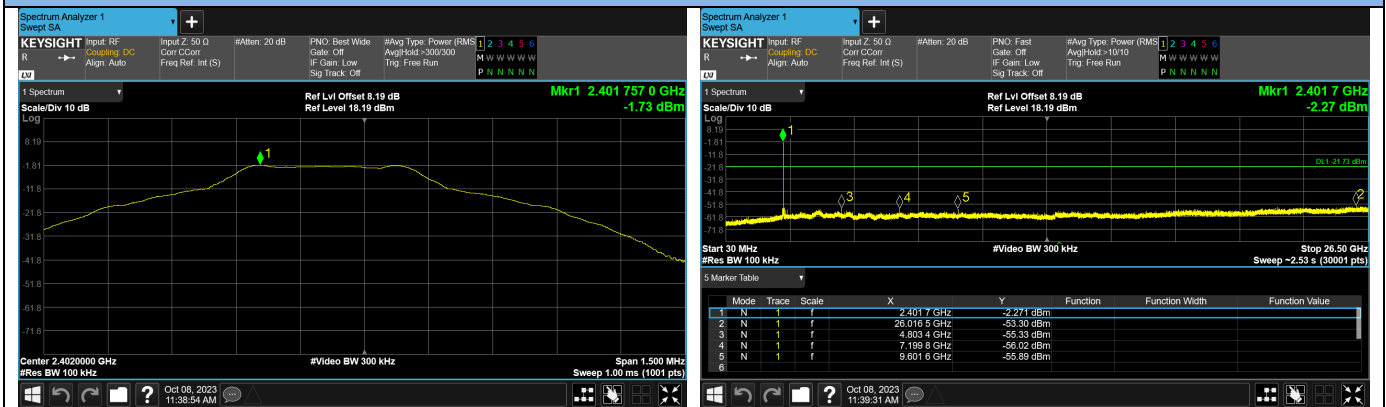 Spectrum Analyzer 1
Swept SA
KEYSIGHT
R
LXI
Input: RF
Coupling: DC
Align: Auto
Input Z: 50 Ω
Corr CCorr
Freq Ref: Int (S)
#Atten: 20 dB
PNO: Best Wide
Gate: Off
IF Gain: Low
Sig Track: Off
#Avg Type: Power (RMS
Avg|Hold:>300/300
Trig: Free Run
1 2 3 4 5 6
M W W W W W
P N N N N N
1 Spectrum
Scale/Div 10 dB
Log
Ref Lvl Offset 8.19 dB
Ref Level 18.19 dBm
Mkr1 2.401 757 0 GHz
-1.73 dBm
1
8.19
-1.81
-11.8
-21.8
-31.8
-41.8
-51.8
-61.8
-71.8
Center 2.4020000 GHz
#Res BW 100 kHz
#Video BW 300 kHz
Span 1.500 MHz
Sweep 1.00 ms (1001 pts)
?
Oct 08, 2023
11:38:54 AM
Spectrum Analyzer 1
Swept SA
KEYSIGHT
R
LXI
Input: RF
Coupling: DC
Align: Auto
Input Z: 50 Ω
Corr CCorr
Freq Ref: Int (S)
#Atten: 20 dB
PNO: Fast
Gate: Off
IF Gain: Low
Sig Track: Off
#Avg Type: Power (RMS
Avg|Hold:>10/10
Trig: Free Run
1 2 3 4 5 6
M W W W W W
P N N N N N
1 Spectrum
Scale/Div 10 dB
Log
Ref Lvl Offset 8.19 dB
Ref Level 18.19 dBm
Mkr1 2.401 7 GHz
-2.27 dBm
1
DL1 -21.73 dBm
3 4 5 2
8.19
-1.81
-11.8
-21.8
-31.8
-41.8
-51.8
-61.8
-71.8
Start 30 MHz
#Res BW 100 kHz
#Video BW 300 kHz
Stop 26.50 GHz
Sweep ~2.53 s (30001 pts)
5 Marker Table
Mode Trace Scale X Y Function Function Width Function Value
1 N 1 f 2.401 7 GHz -2.271 dBm
2 N 1 f 26.016 5 GHz -53.30 dBm
3 N 1 f 4.803 4 GHz -55.33 dBm
4 N 1 f 7.199 8 GHz -56.02 dBm
5 N 1 f 9.601 6 GHz -55.89 dBm
6
?
Oct 08, 2023
11:39:31 AM